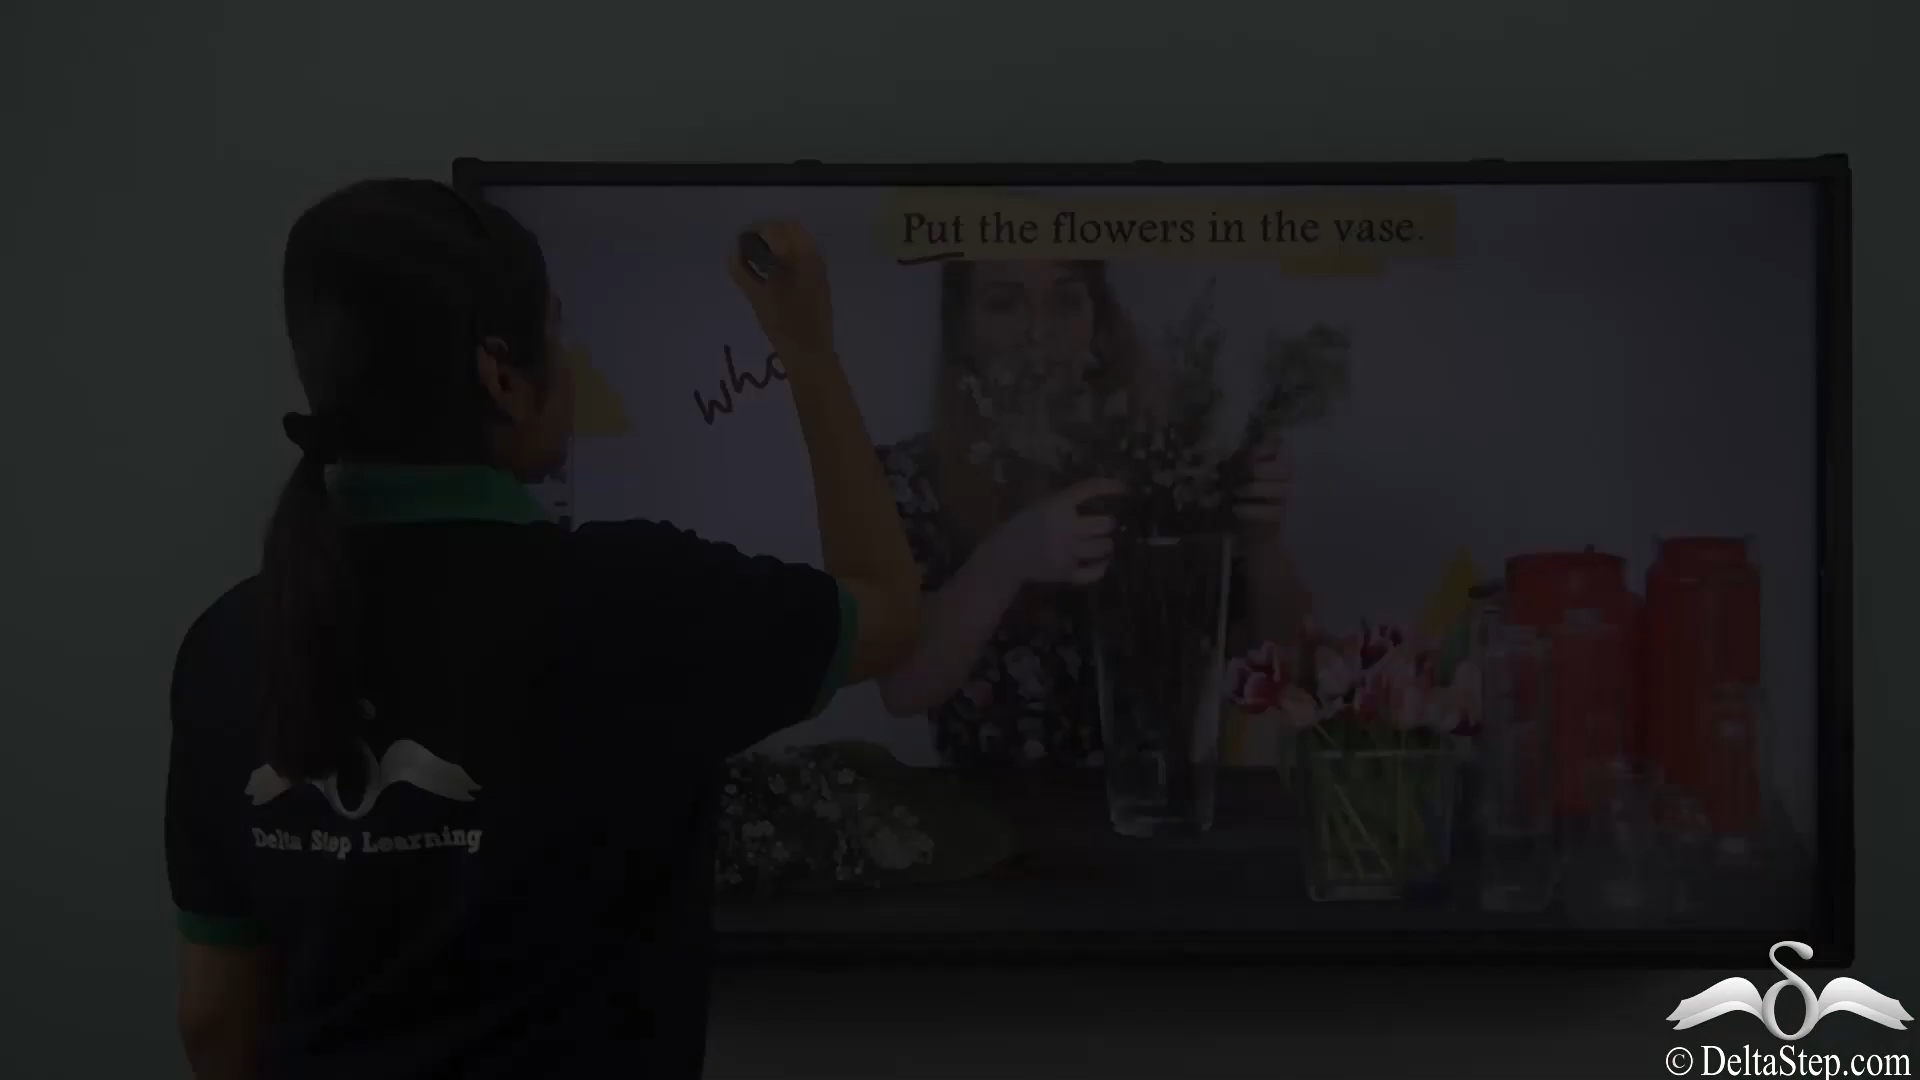 Put the flowers in the vase.
Delta Step Learning
© DeltaStep.com